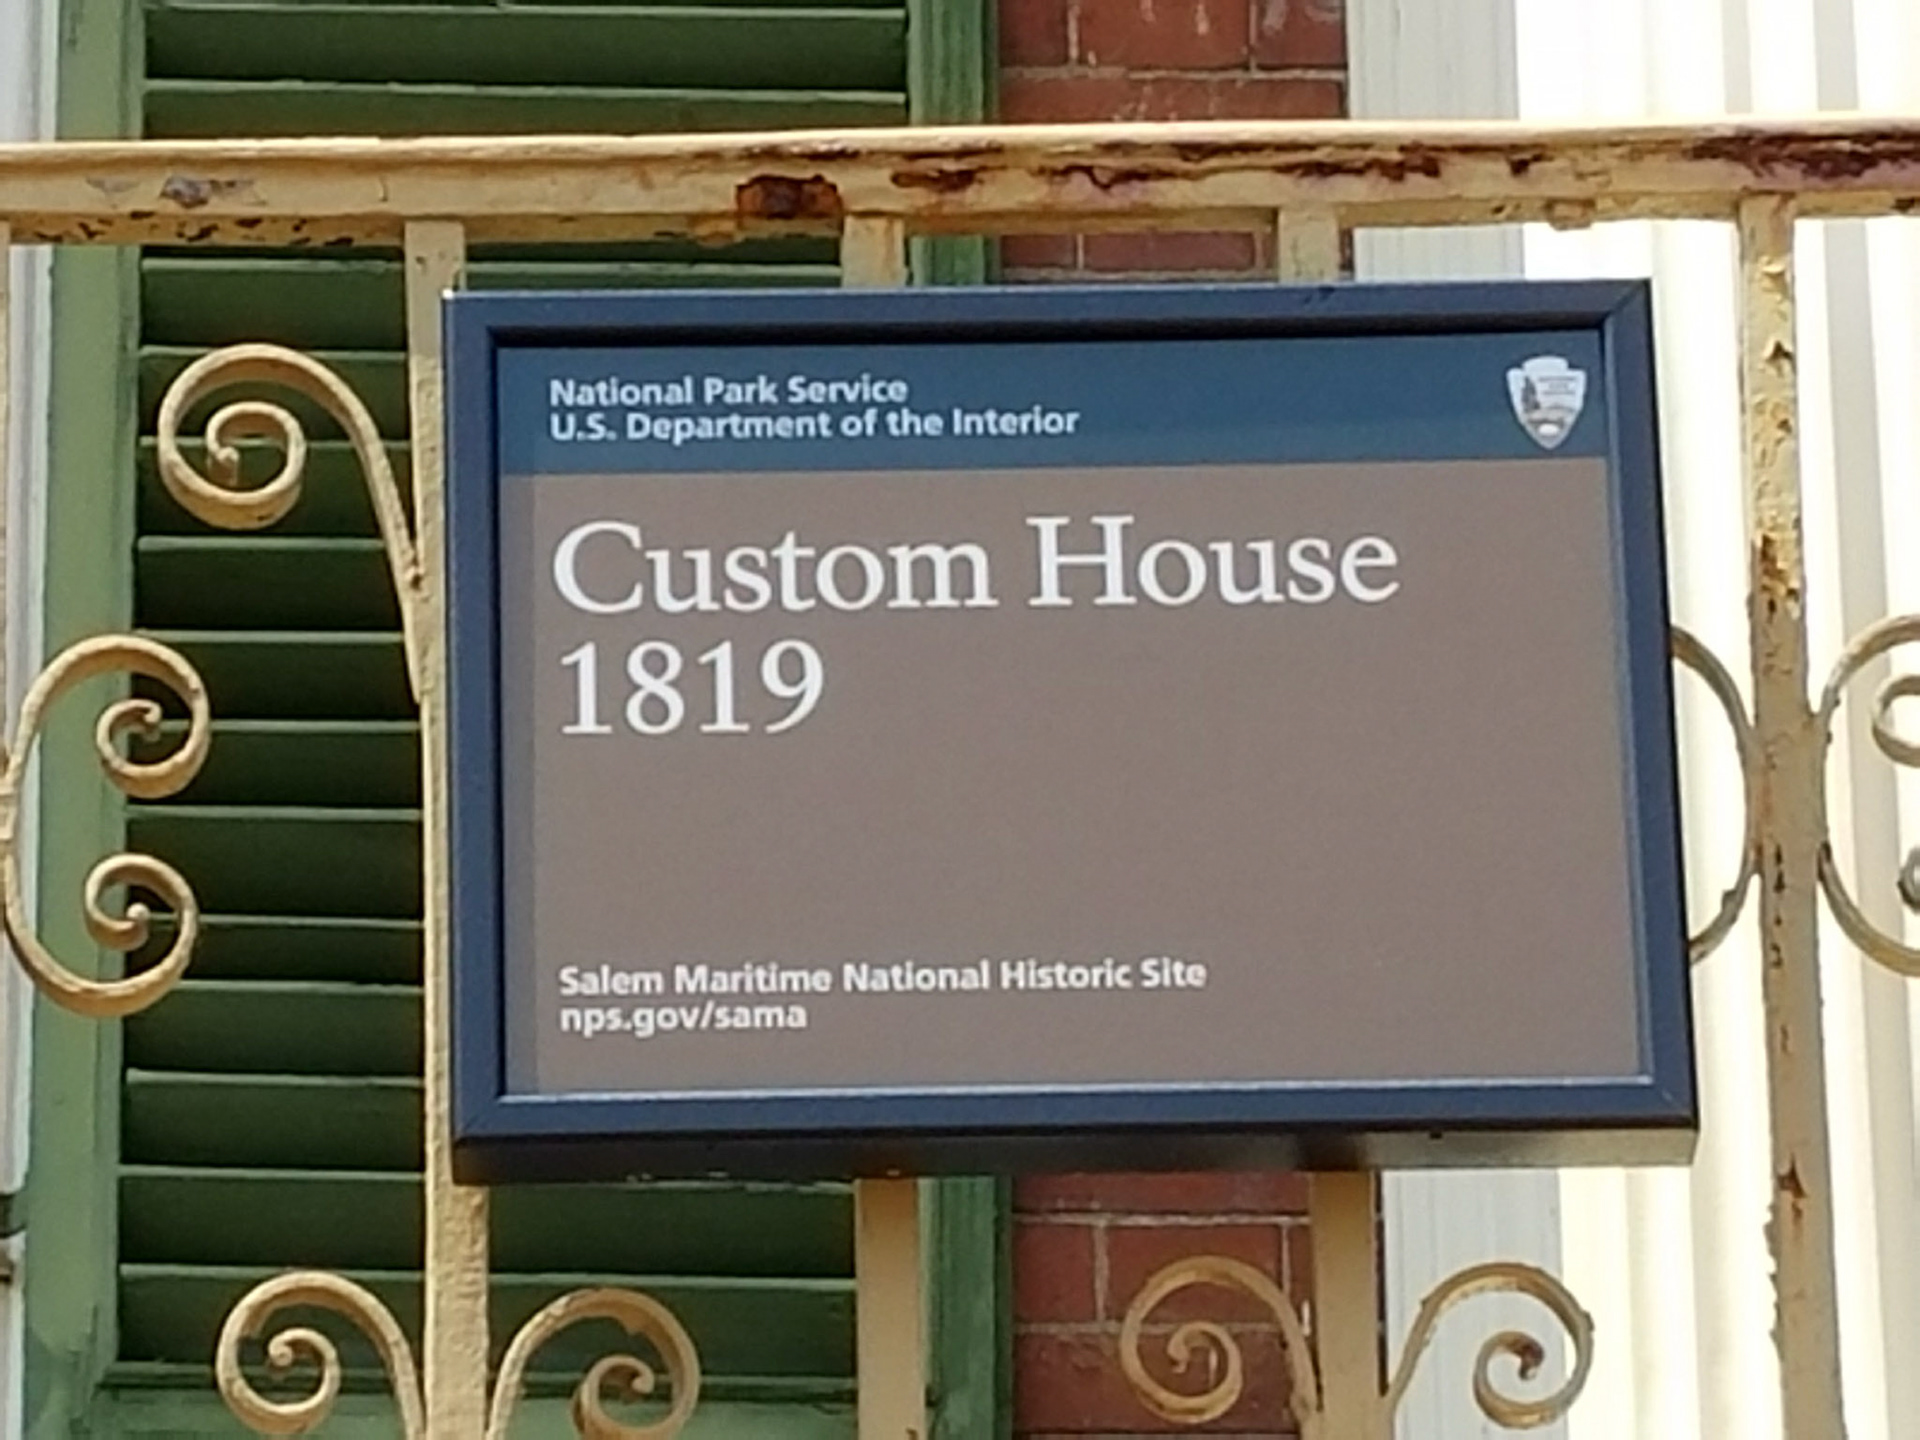 National Park Service
U.S. Department of the Interior
Custom House
1819
Salem Maritime National Historic Site
nps.gov/sama